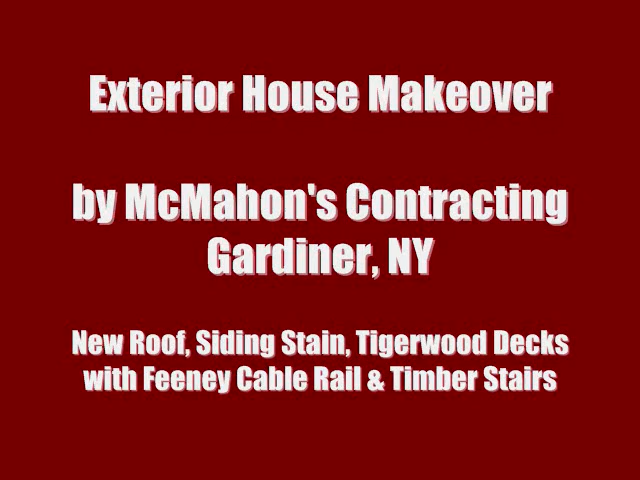 Exterior House Makeover
by McMahon's Contracting
Gardiner, NY
New Roof, Siding Stain, Tigerwood Decks
with Feeney Cable Rail & Timber Stairs